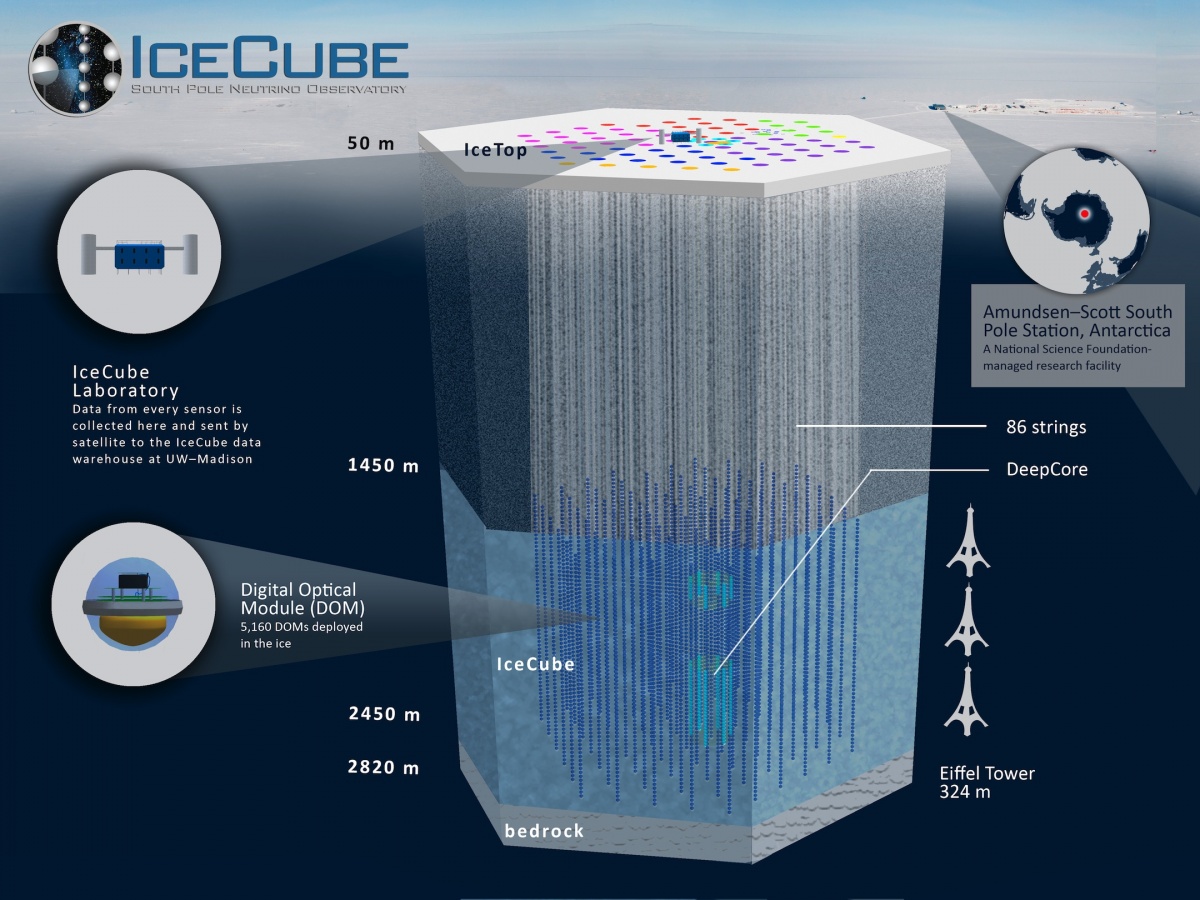 ICECUBE
SOUTH POLE NEUTRINO OBSERVATORY
50 m
IceTop
Amundsen–Scott South
Pole Station, Antarctica
A National Science Foundation-
managed research facility
IceCube
Laboratory
Data from every sensor is
collected here and sent by
satellite to the IceCube data
warehouse at UW–Madison
86 strings
1450 m
DeepCore
Digital Optical
Module (DOM)
5,160 DOMs deployed
in the ice
IceCube
2450 m
2820 m
Eiffel Tower
324 m
bedrock